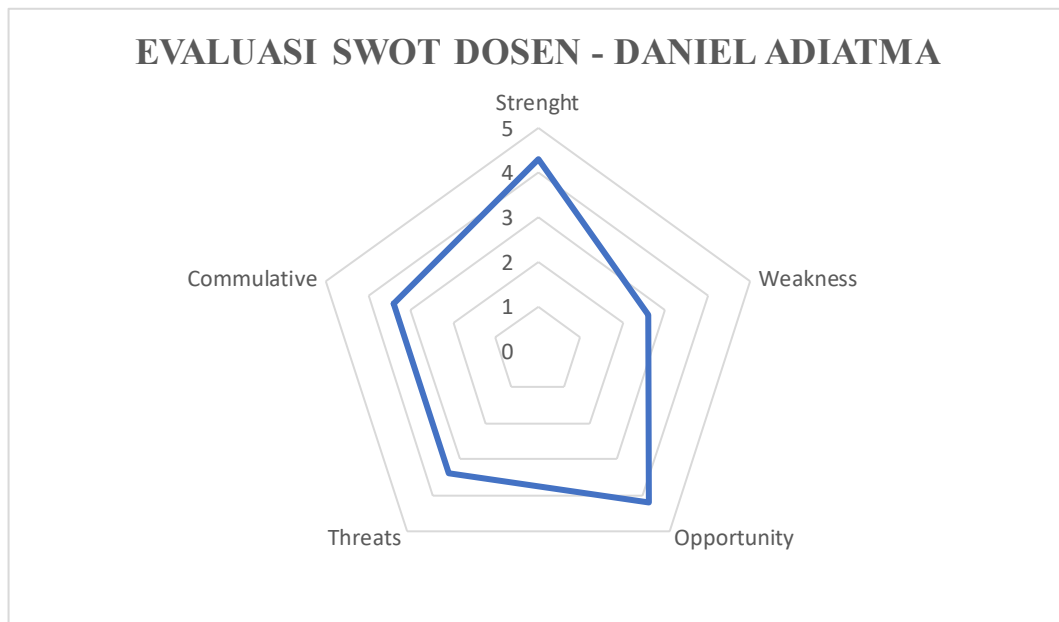 EVALUASI SWOT DOSEN - DANIEL ADIATMA
Strenght
5
4
3
2
1
0
Commulative
Weakness
Threats
Opportunity